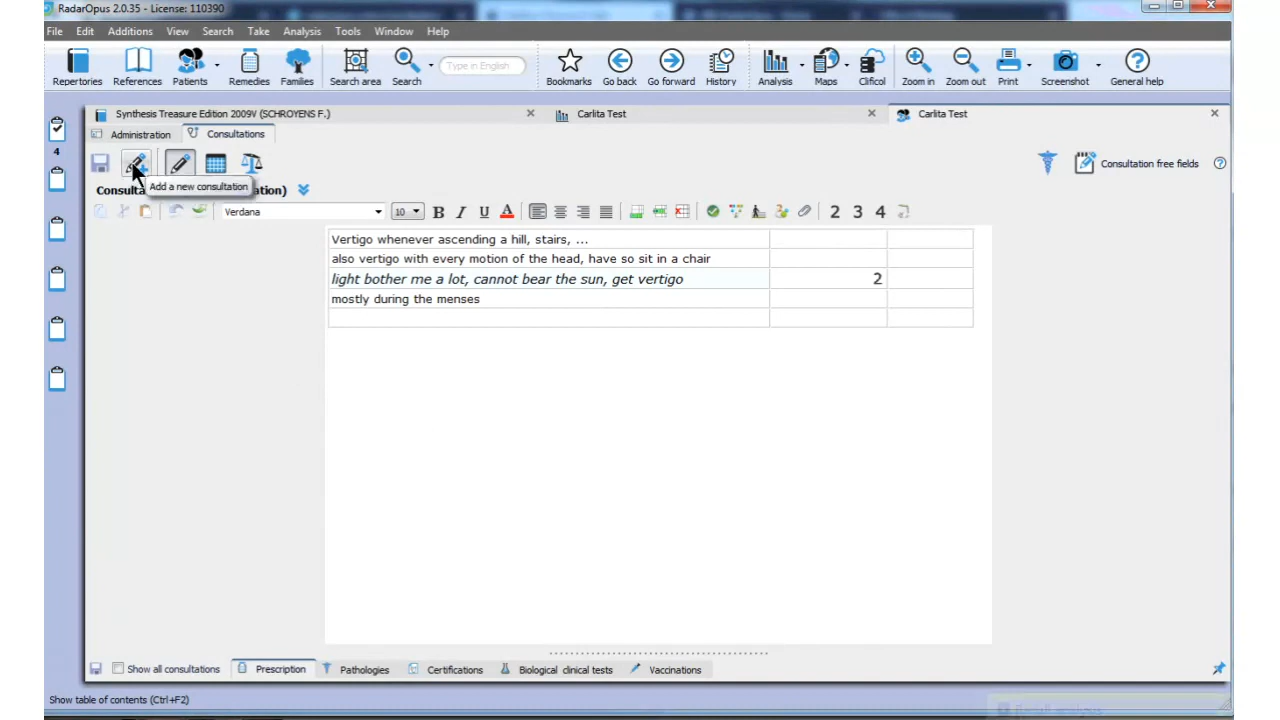 RadarOpus 2.0.35 - License: 110390
File Edit Additions View Search Take Analysis Tools Window Help
Type in English
Repertories References Patients Remedies Families Search area Search Bookmarks Go back Go forward History Analysis Maps Clificol Zoom in Zoom out Print Screenshot General help
Synthesis Treasure Edition 2009V (SCHROYENS F.) Carlita Test Carlita Test
4
Administration Consultations
Consultation free fields
Add a new consultation
Consulta ation)
Verdana 10 B I U A 2 3 4
Vertigo whenever ascending a hill, stairs, ...
also vertigo with every motion of the head, have so sit in a chair
light bother me a lot, cannot bear the sun, get vertigo 2
mostly during the menses
Show all consultations Prescription Pathologies Certifications Biological clinical tests Vaccinations
Show table of contents (Ctrl+F2)